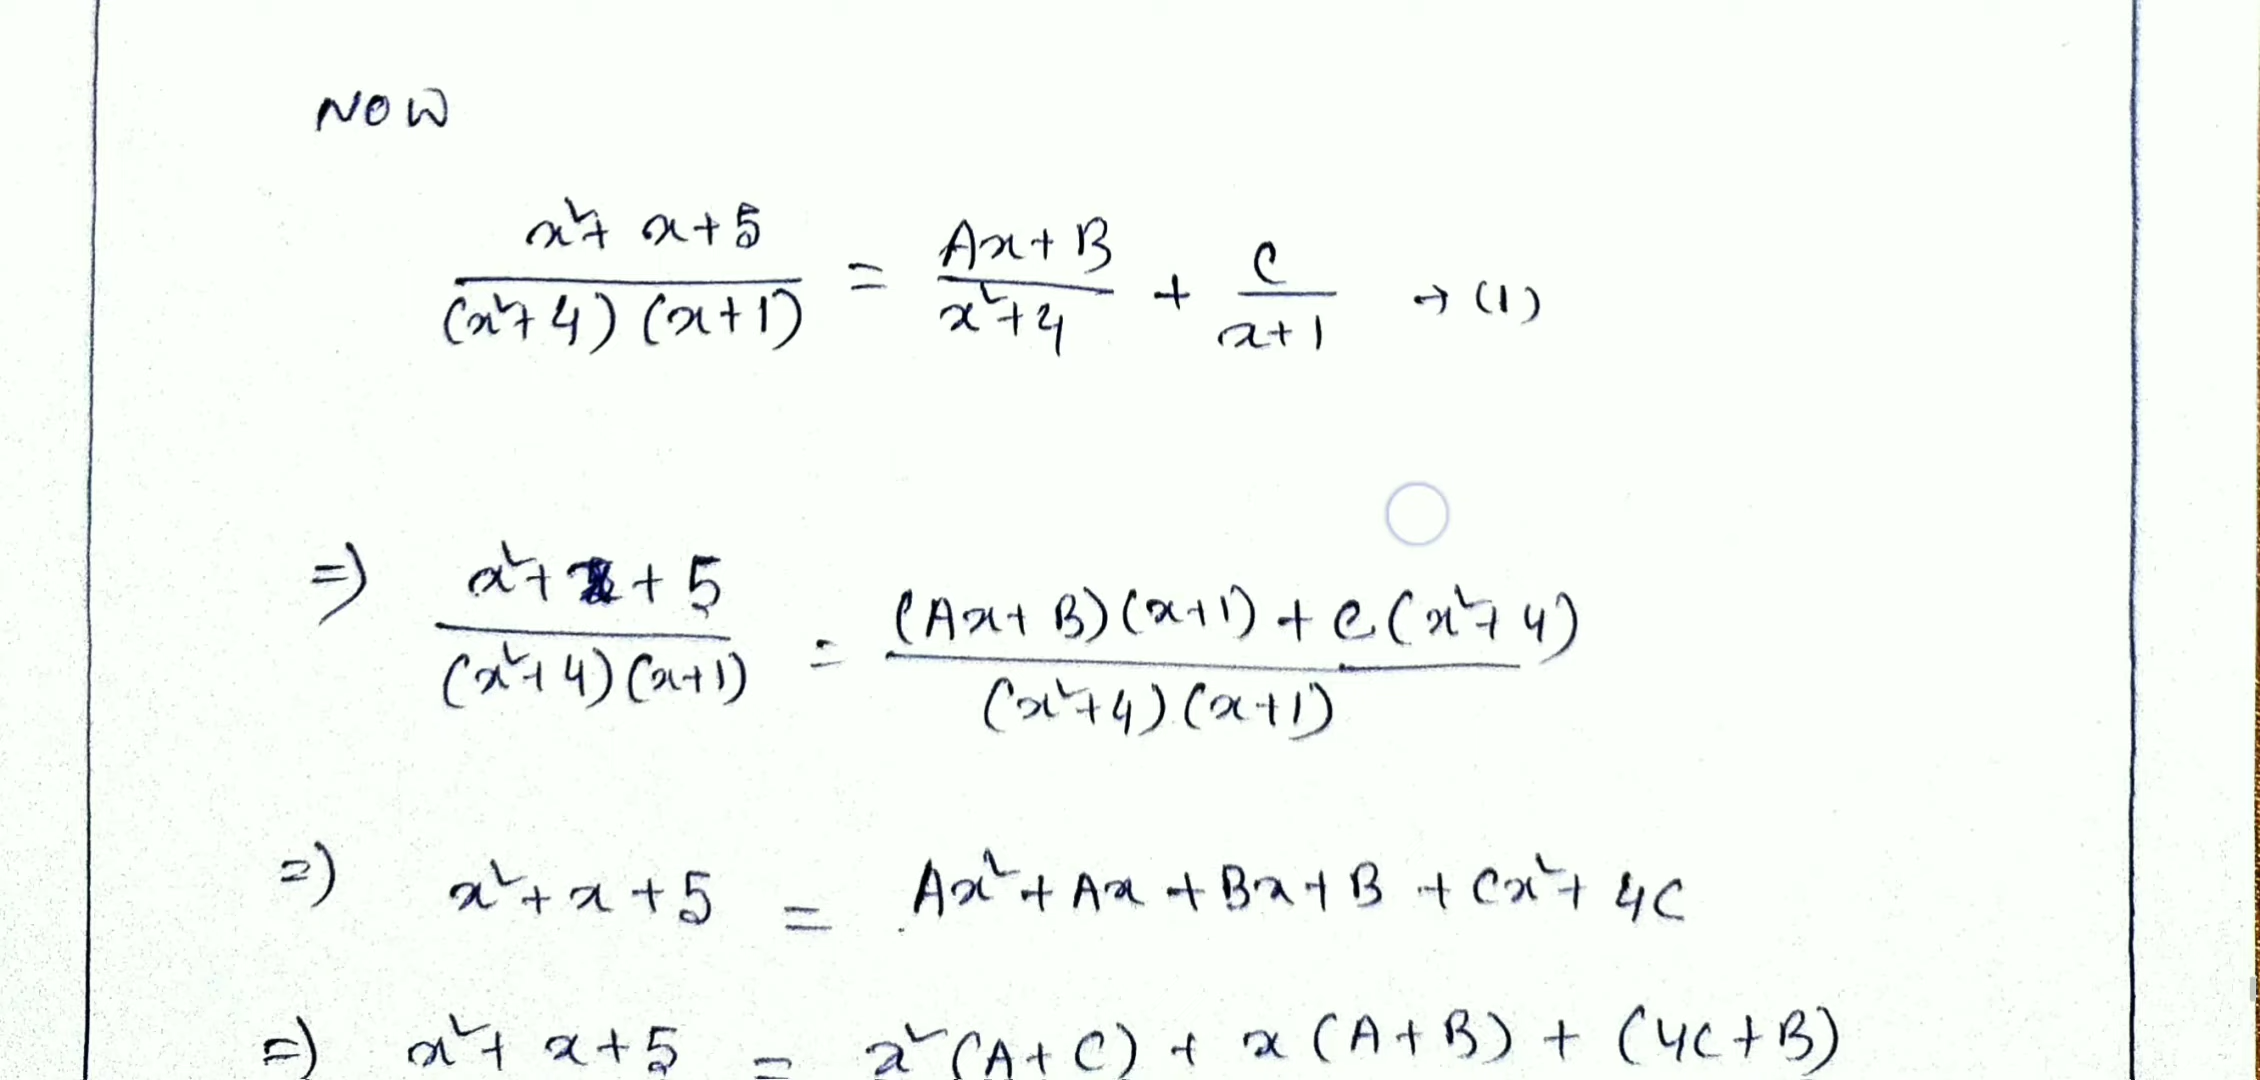 NOW
x²+ x+5 / (x²+4) (x+1) = Ax+B / x²+4 + C / x+1 → (1)
⇒ x²+x+5 / (x²+4)(x+1) = (Ax+B)(x+1)+C(x²+4) / (x²+4)(x+1)
⇒ x²+x+5 = Ax²+Ax+Bx+B+Cx²+4C
⇒ x²+x+5 = x²(A+C)+x(A+B)+(4C+B)